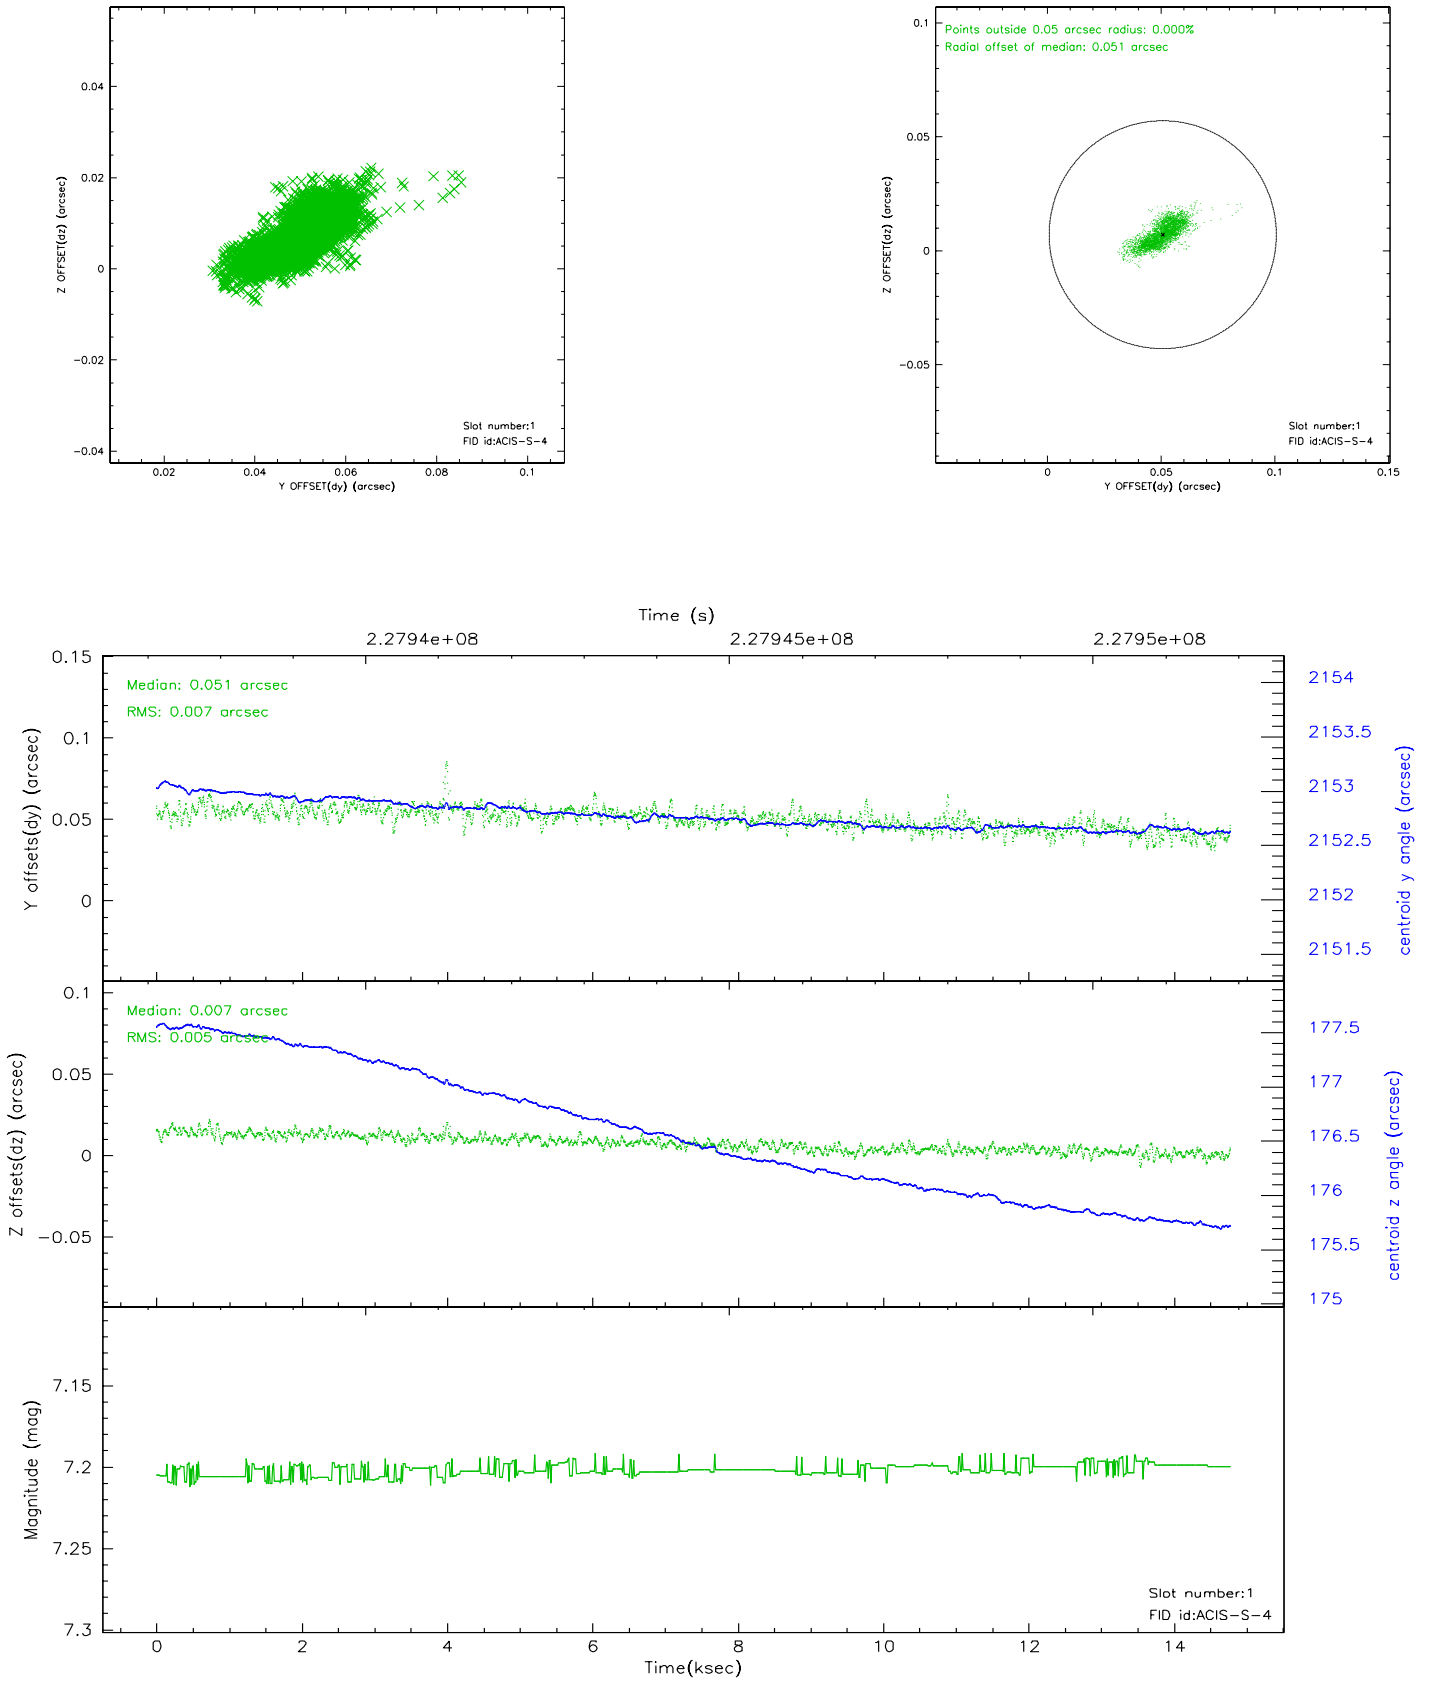 0.04
0.02
0
−0.02
−0.04
Z OFFSET(dz) (arcsec)
Slot number:1
FID id:ACIS−S−4
0.02 0.04 0.06 0.08 0.1
Y OFFSET(dy) (arcsec)
Points outside 0.05 arcsec radius: 0.000%
Radial offset of median: 0.051 arcsec
0.1
0.05
0
−0.05
Z OFFSET(dz) (arcsec)
Slot number:1
FID id:ACIS−S−4
0 0.05 0.1 0.15
Y OFFSET(dy) (arcsec)
Time (s)
2.2794e+08 2.27945e+08 2.2795e+08
Median: 0.051 arcsec
RMS: 0.007 arcsec
0.15
0.1
0.05
0
Y offsets(dy) (arcsec)
2154
2153.5
2153
2152.5
2152
2151.5
centroid y angle (arcsec)
Median: 0.007 arcsec
RMS: 0.005 arcsec
0.1
0.05
0
−0.05
Z offsets(dz) (arcsec)
177.5
177
176.5
176
175.5
175
centroid z angle (arcsec)
7.15
7.2
7.25
7.3
Magnitude (mag)
Slot number:1
FID id:ACIS−S−4
0 2 4 6 8 10 12 14
Time(ksec)